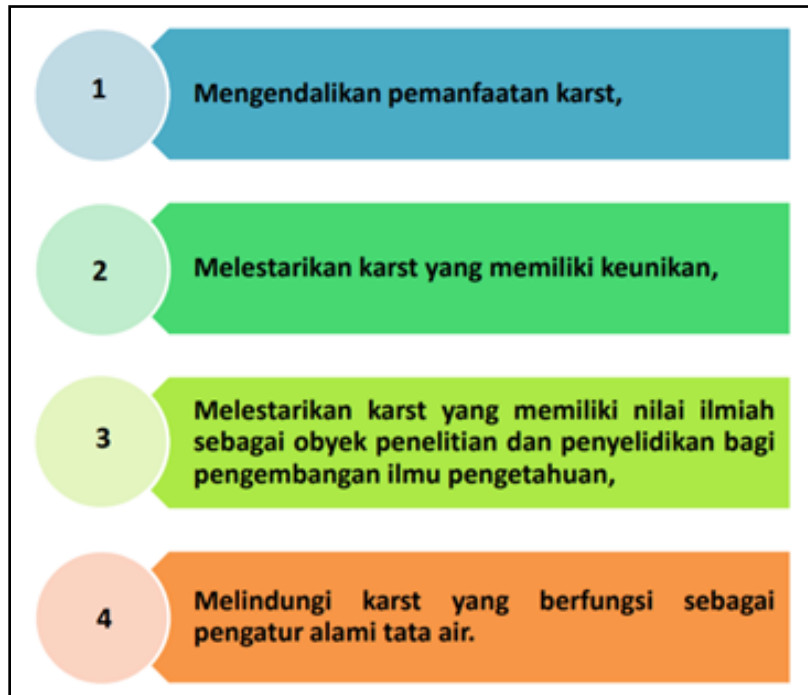 1
Mengendalikan pemanfaatan karst,
2
Melestarikan karst yang memiliki keunikan,
3
Melestarikan karst yang memiliki nilai ilmiah
sebagai obyek penelitian dan penyelidikan bagi
pengembangan ilmu pengetahuan,
4
Melindungi karst yang berfungsi sebagai
pengatur alami tata air.